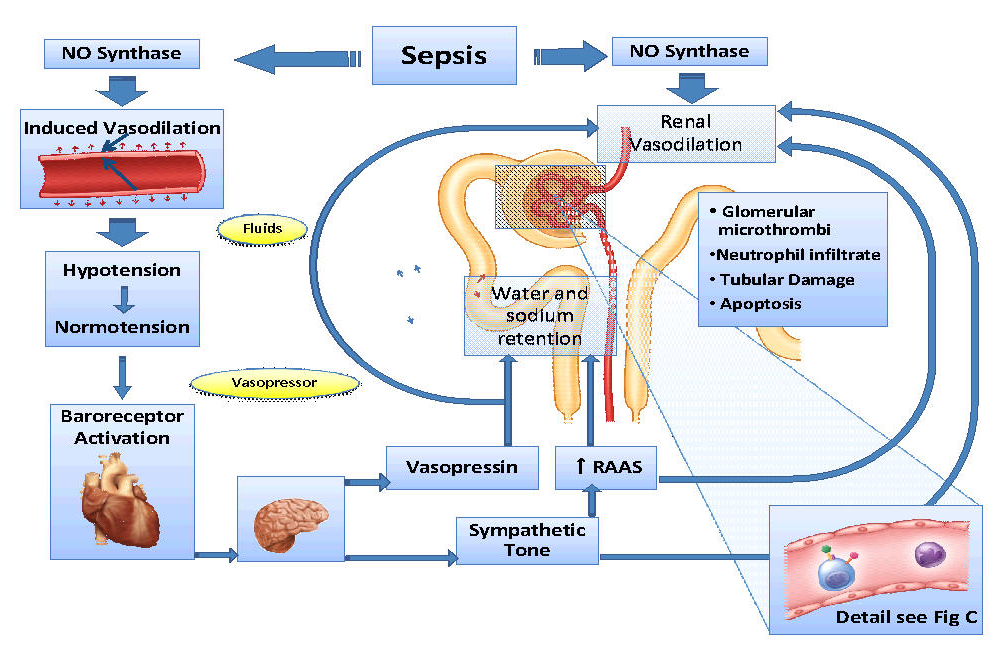 Sepsis
NO Synthase
NO Synthase
Induced Vasodilation
Renal
Vasodilation
• Glomerular
microthrombi
•Neutrophil infiltrate
• Tubular Damage
• Apoptosis
Fluids
Hypotension
Normotension
Water and
sodium
retention
Vasopressor
Baroreceptor
Activation
Vasopressin
↑ RAAS
Sympathetic
Tone
Detail see Fig C